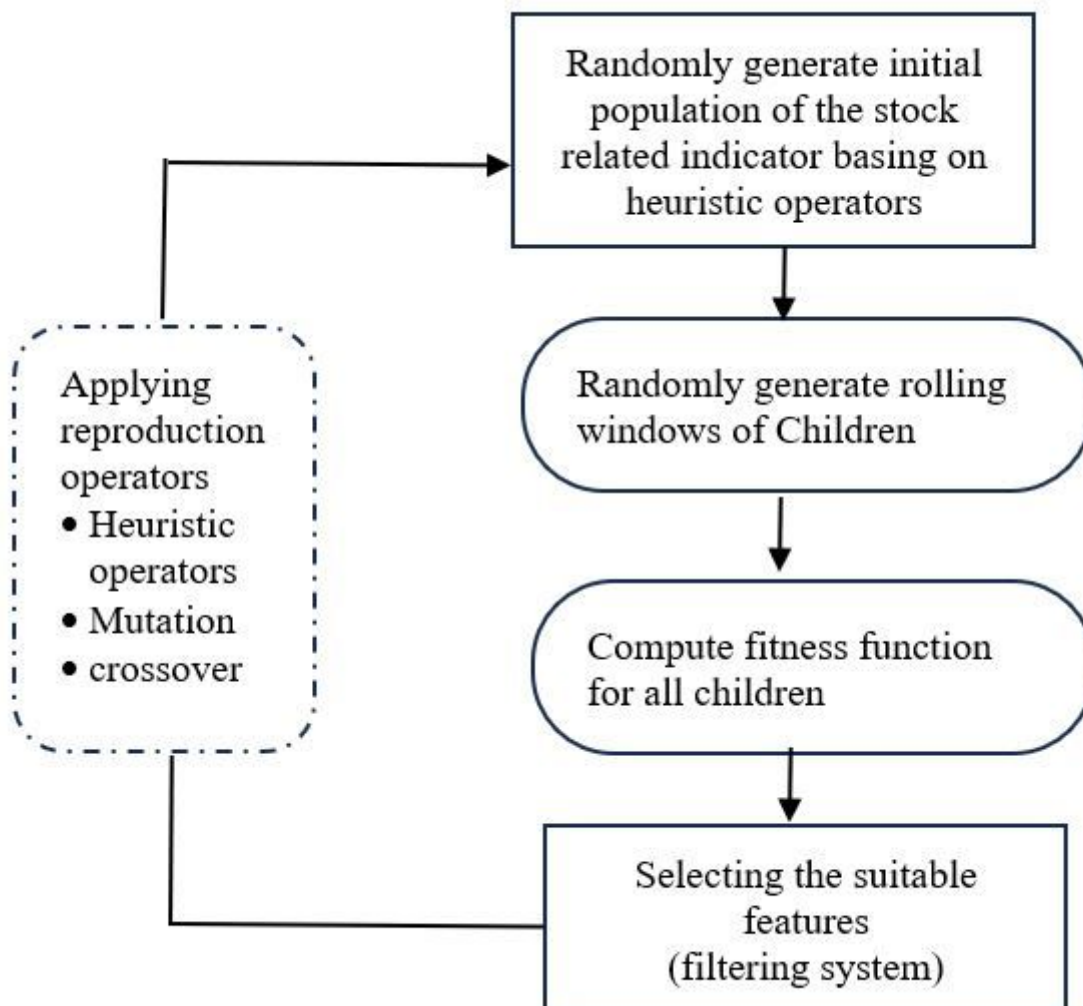 Randomly generate initial
population of the stock
related indicator basing on
heuristic operators
Randomly generate rolling
windows of Children
Compute fitness function
for all children
Selecting the suitable
features
(filtering system)
Applying
reproduction
operators
• Heuristic
operators
• Mutation
• crossover